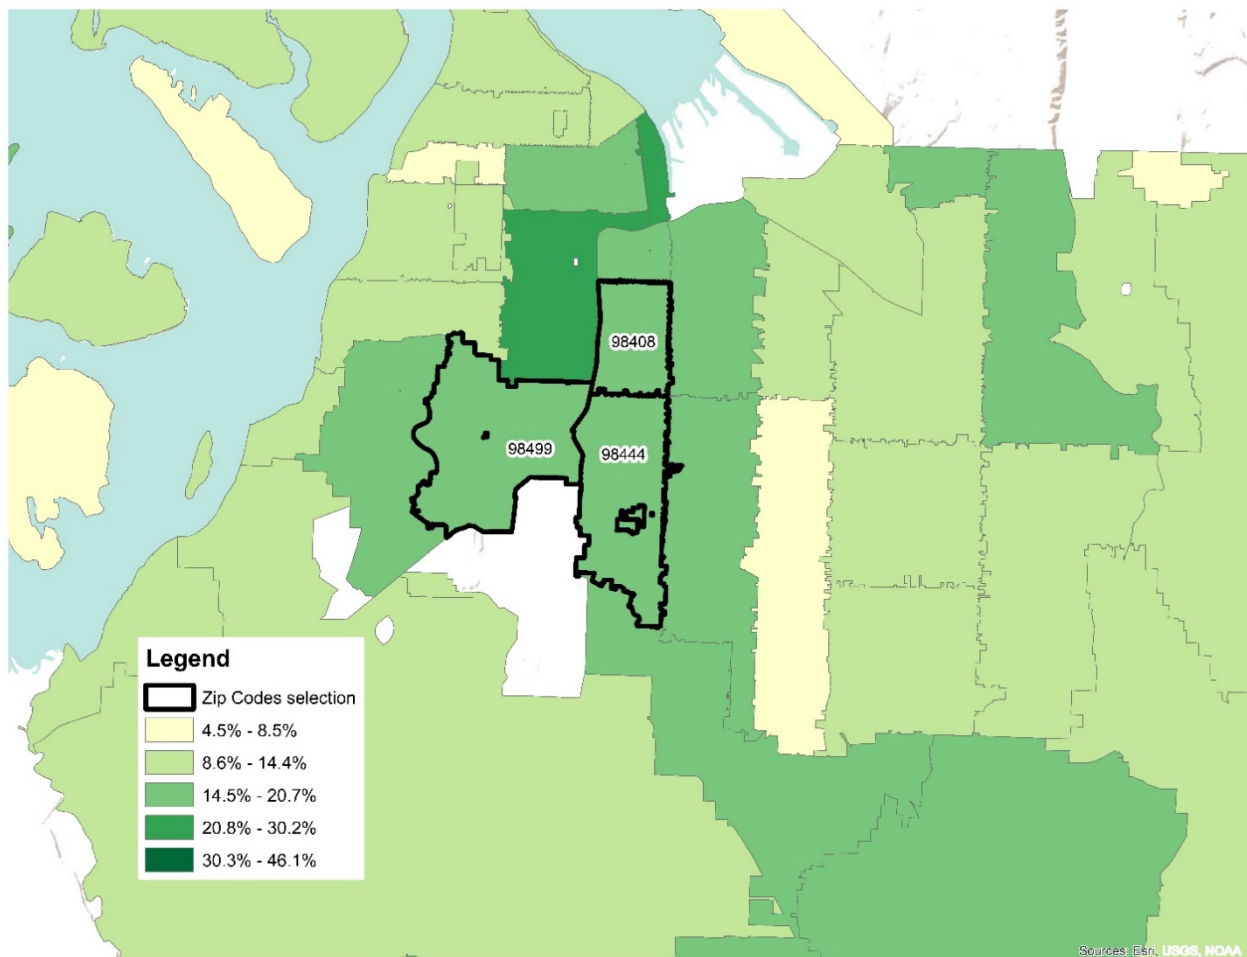 98408
98499
98444
Legend
Zip Codes selection
4.5% - 8.5%
8.6% - 14.4%
14.5% - 20.7%
20.8% - 30.2%
30.3% - 46.1%
Sources: Esri, USGS, NOAA